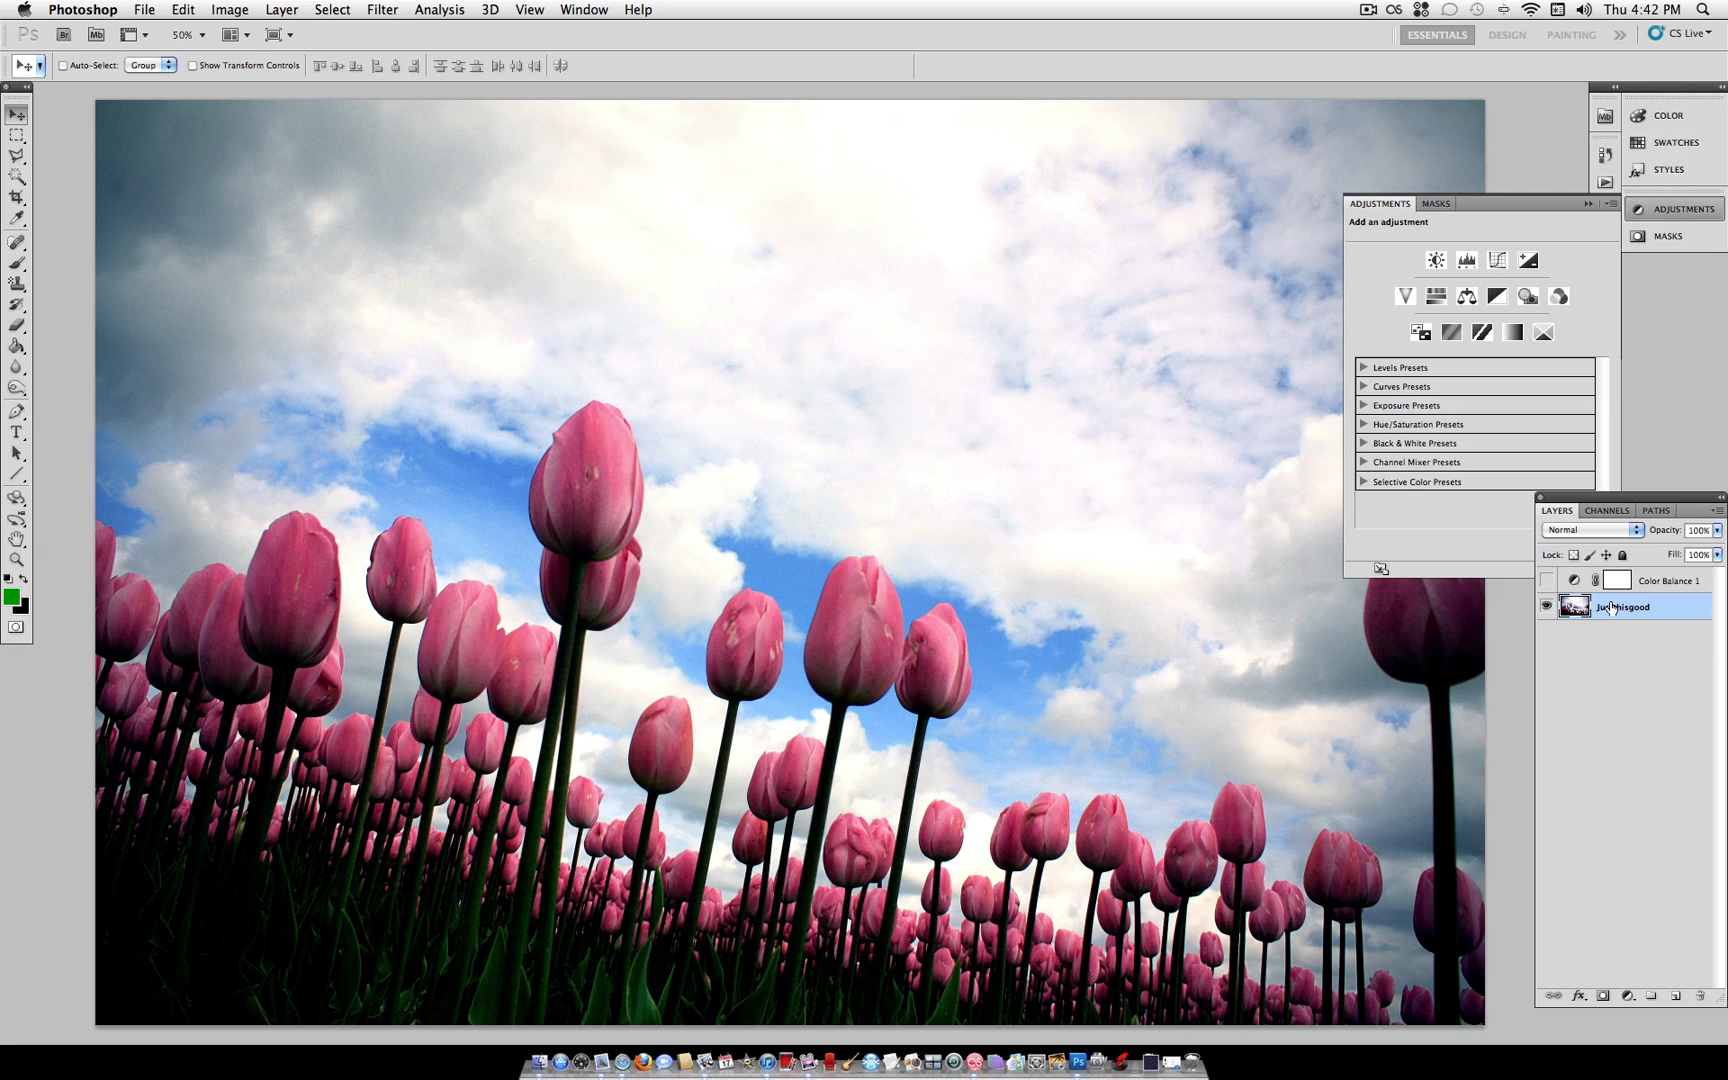 Photoshop File Edit Image Layer Select Filter Analysis 3D View Window Help
Thu 4:42 PM
Ps Br Mb 50% ESSENTIALS DESIGN PAINTING CS Live
Auto-Select: Group Show Transform Controls
Mb COLOR
SWATCHES
STYLES
ADJUSTMENTS MASKS
ADJUSTMENTS
Add an adjustment
MASKS
Levels Presets
Curves Presets
Exposure Presets
Hue/Saturation Presets
Black & White Presets
Channel Mixer Presets
Selective Color Presets
LAYERS CHANNELS PATHS
Normal Opacity: 100%
Lock: Fill: 100%
Color Balance 1